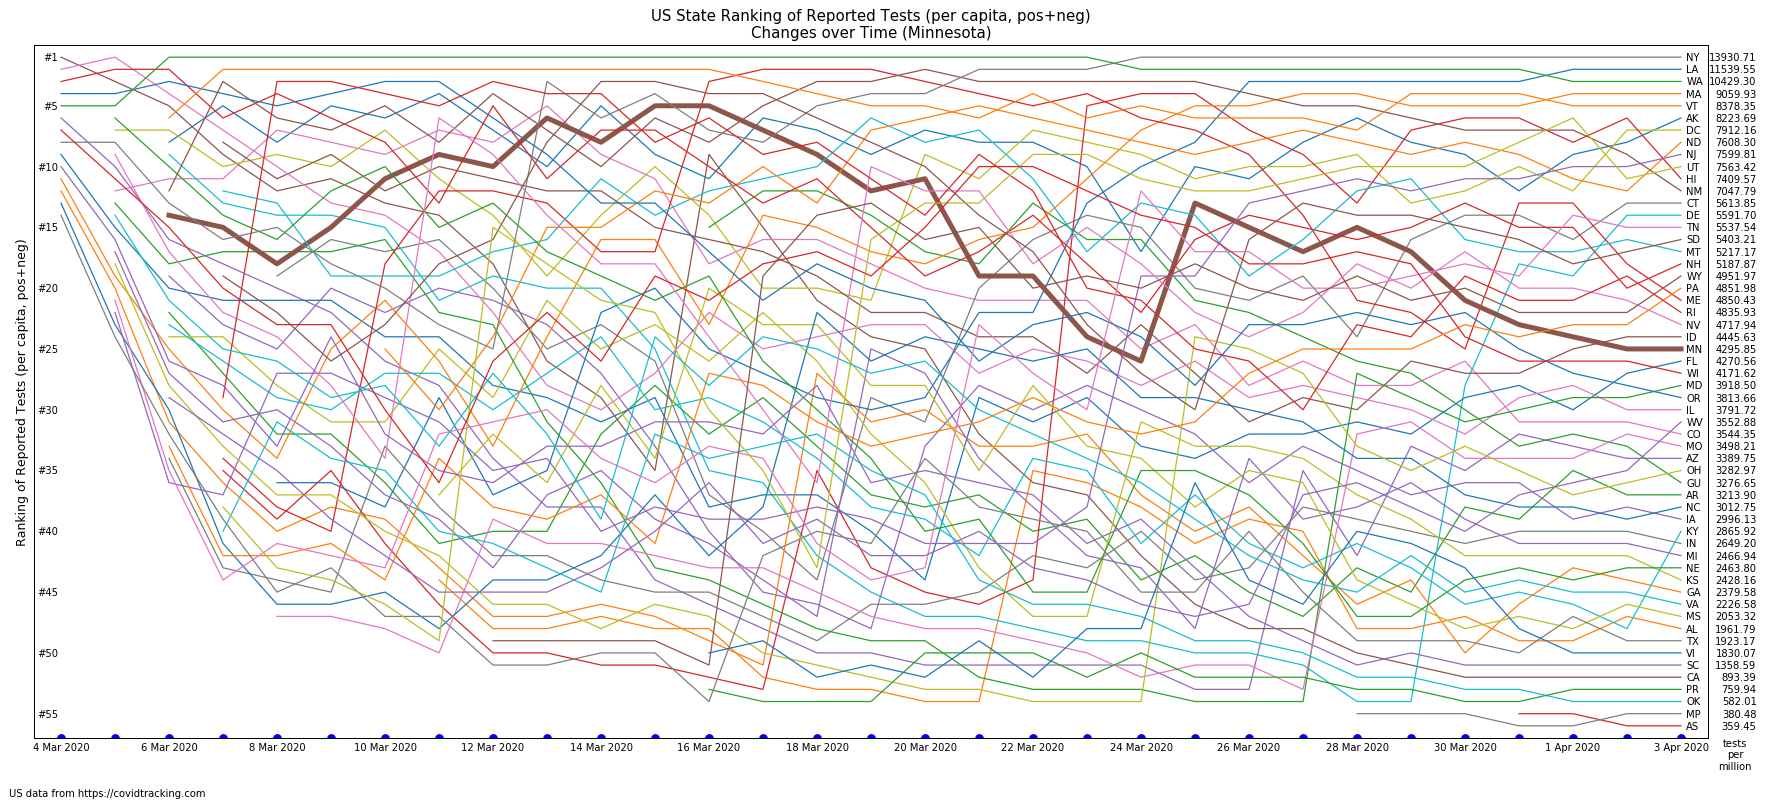 US State Ranking of Reported Tests (per capita, pos+neg)
Changes over Time (Minnesota)
Ranking of Reported Tests (per capita, pos+neg)
#1
#5
#10
#15
#20
#25
#30
#35
#40
#45
#50
#55
NY 13930.71
LA 11539.55
WA 10429.30
MA 9059.93
VT 8378.35
AK 8223.69
DC 7912.16
ND 7608.30
NJ 7599.81
UT 7563.42
HI 7409.57
NM 7047.79
CT 5613.85
DE 5591.70
TN 5537.54
SD 5403.21
MT 5217.17
NH 5187.87
WY 4951.97
PA 4851.98
ME 4850.43
RI 4835.93
NV 4717.94
ID 4445.63
MN 4295.85
FL 4270.56
WI 4171.62
MD 3918.50
OR 3813.66
IL 3791.72
WV 3552.88
CO 3544.35
MO 3498.21
AZ 3389.75
OH 3282.97
GU 3276.65
AR 3213.90
NC 3012.75
IA 2996.13
KY 2865.92
IN 2649.20
MI 2466.94
NE 2463.80
KS 2428.16
GA 2379.58
VA 2226.58
MS 2053.32
AL 1961.79
TX 1923.17
VI 1830.07
SC 1358.59
CA 893.39
PR 759.94
OK 582.01
MP 380.48
AS 359.45
4 Mar 2020 6 Mar 2020 8 Mar 2020 10 Mar 2020 12 Mar 2020 14 Mar 2020 16 Mar 2020 18 Mar 2020 20 Mar 2020 22 Mar 2020 24 Mar 2020 26 Mar 2020 28 Mar 2020 30 Mar 2020 1 Apr 2020 3 Apr 2020
tests
per
million
US data from https://covidtracking.com